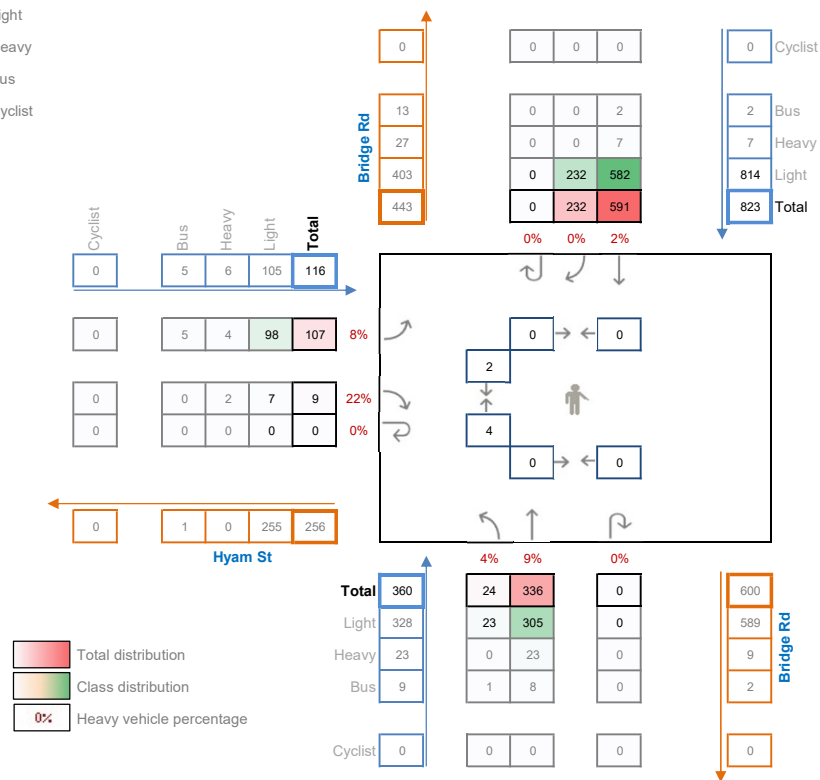 ight
eavy
us
yclist
0 0 0 0 0 Cyclist
13 0 0 2 2 Bus
27 0 0 7 7 Heavy
403 0 232 582 814 Light
443 0 232 591 823 Total
Bridge Rd
0% 0% 2%
Cyclist Bus Heavy Light Total
0 5 6 105 116
0 5 4 98 107 8%
0 0 2 7 9 22%
0 0 0 0 0 0%
0 0
2
4
0 0
0 1 0 255 256
Hyam St
4% 9% 0%
Total 360 24 336 0 600
Light 328 23 305 0 589
Heavy 23 0 23 0 9
Bus 9 1 8 0 2
Cyclist 0 0 0 0 0
Bridge Rd
Total distribution
Class distribution
0% Heavy vehicle percentage